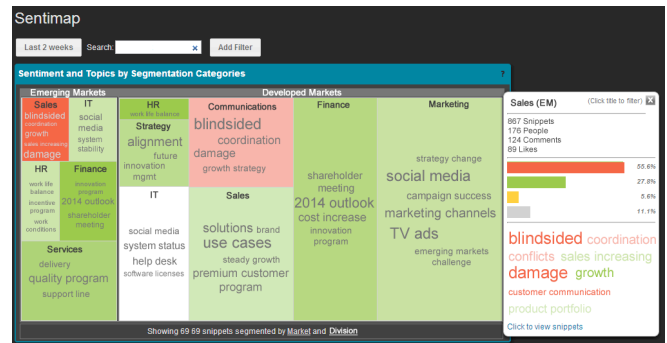 Sentimap
Last 2 weeks Search: x Add Filter
Sentiment and Topics by Segmentation Categories ?
Emerging Markets
Sales
blindsided
coordination
growth
sales increasing
damage
IT
social
media
system
stability
HR
work life
balance
incentive
program
work
conditions
Finance
innovation
program
2014 outlook
shareholder
meeting
Services
delivery
quality program
support line
Developed Markets
HR
work life balance
Strategy
alignment
future
innovation
mgmt
IT
social media
system status
help desk
software licenses
Communications
blindsided
coordination
damage
growth strategy
Sales
solutions brand
use cases
steady growth
premium customer
program
Finance
shareholder
meeting
2014 outlook
cost increase
innovation
program
Marketing
strategy change
social media
campaign success
marketing channels
TV ads
emerging markets
challenge
Showing 69 69 snippets segmented by Market and Division
Sales (EM) (Click title to filter) X
867 Snippets
176 People
124 Comments
89 Likes
55.6%
27.8%
5.6%
11.1%
blindsided coordination
conflicts sales increasing
damage growth
customer communication
product portfolio
Click to view snippets